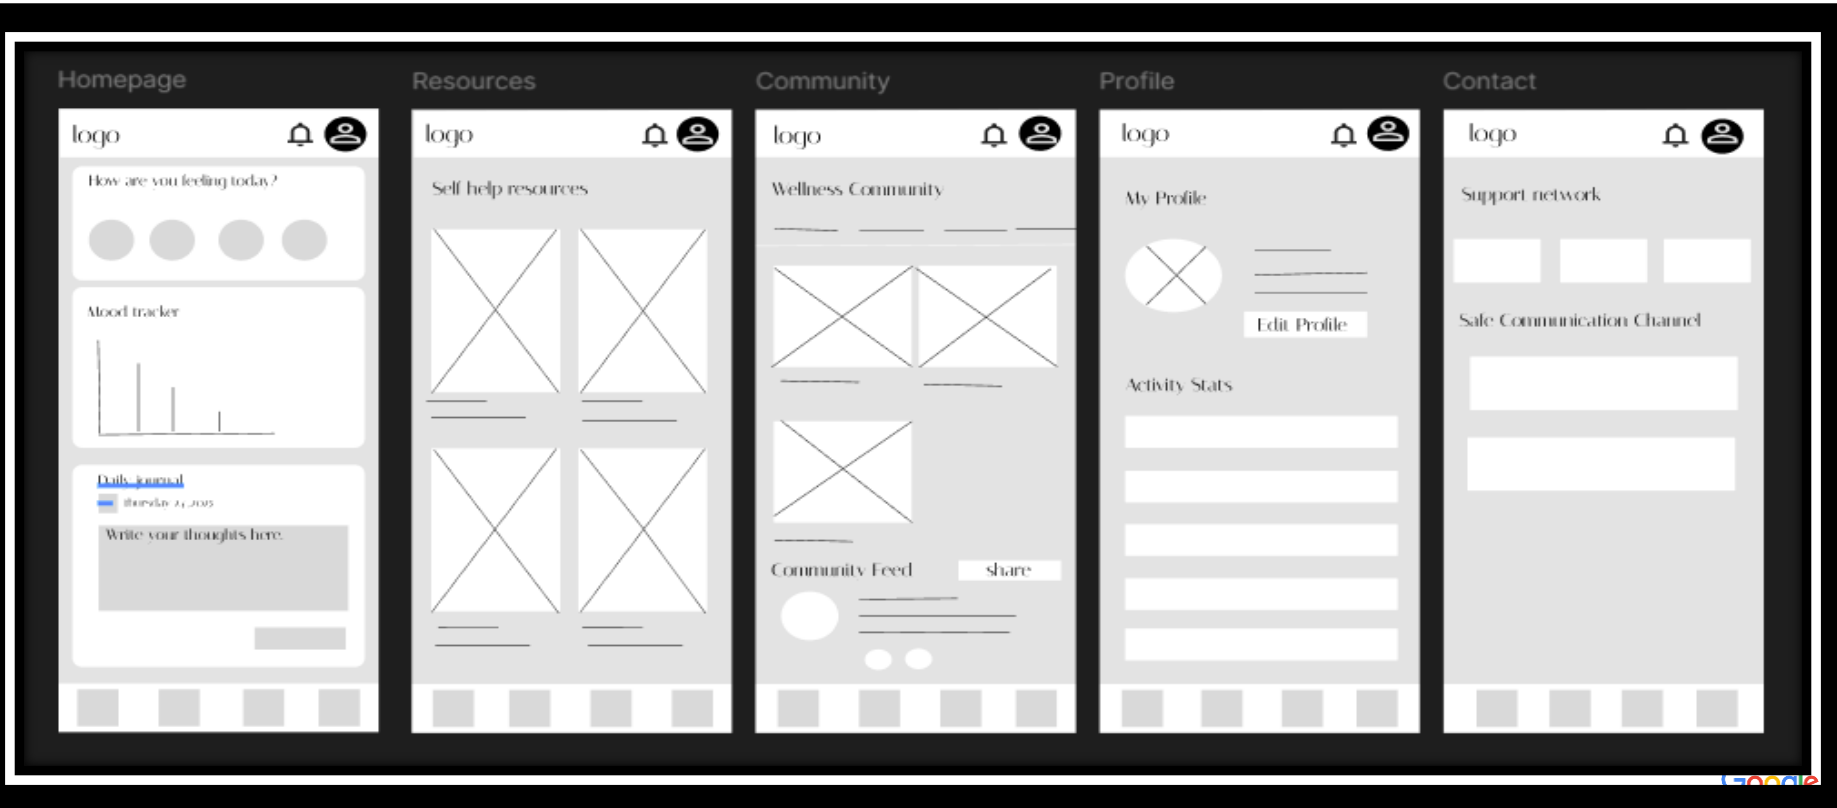 Homepage
logo
How are you feeling today?
Mood tracker
Daily journal
Write your thoughts here.
Resources
logo
Self help resources
Community
logo
Wellness Community
Community Feed
share
Profile
logo
My Profile
Edit Profile
Activity Stats
Contact
logo
Support network
Safe Communication Channel
Google